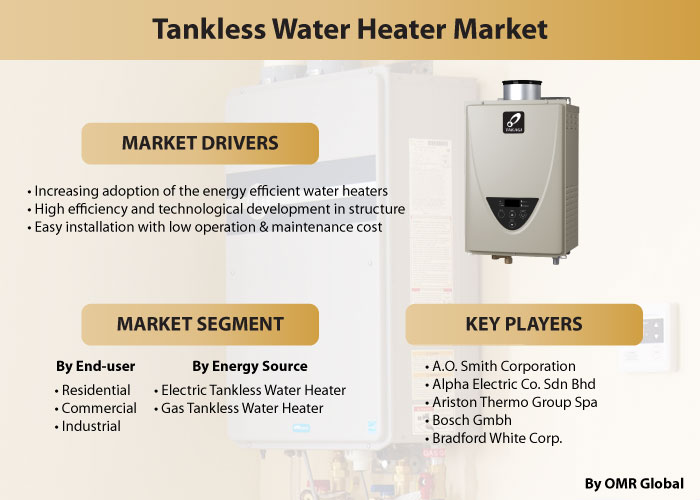 Tankless Water Heater Market
TAKAGI
MARKET DRIVERS
• Increasing adoption of the energy efficient water heaters
• High efficiency and technological development in structure
• Easy installation with low operation & maintenance cost
MARKET SEGMENT
By End-user
• Residential
• Commercial
• Industrial
By Energy Source
• Electric Tankless Water Heater
• Gas Tankless Water Heater
KEY PLAYERS
• A.O. Smith Corporation
• Alpha Electric Co. Sdn Bhd
• Ariston Thermo Group Spa
• Bosch Gmbh
• Bradford White Corp.
By OMR Global